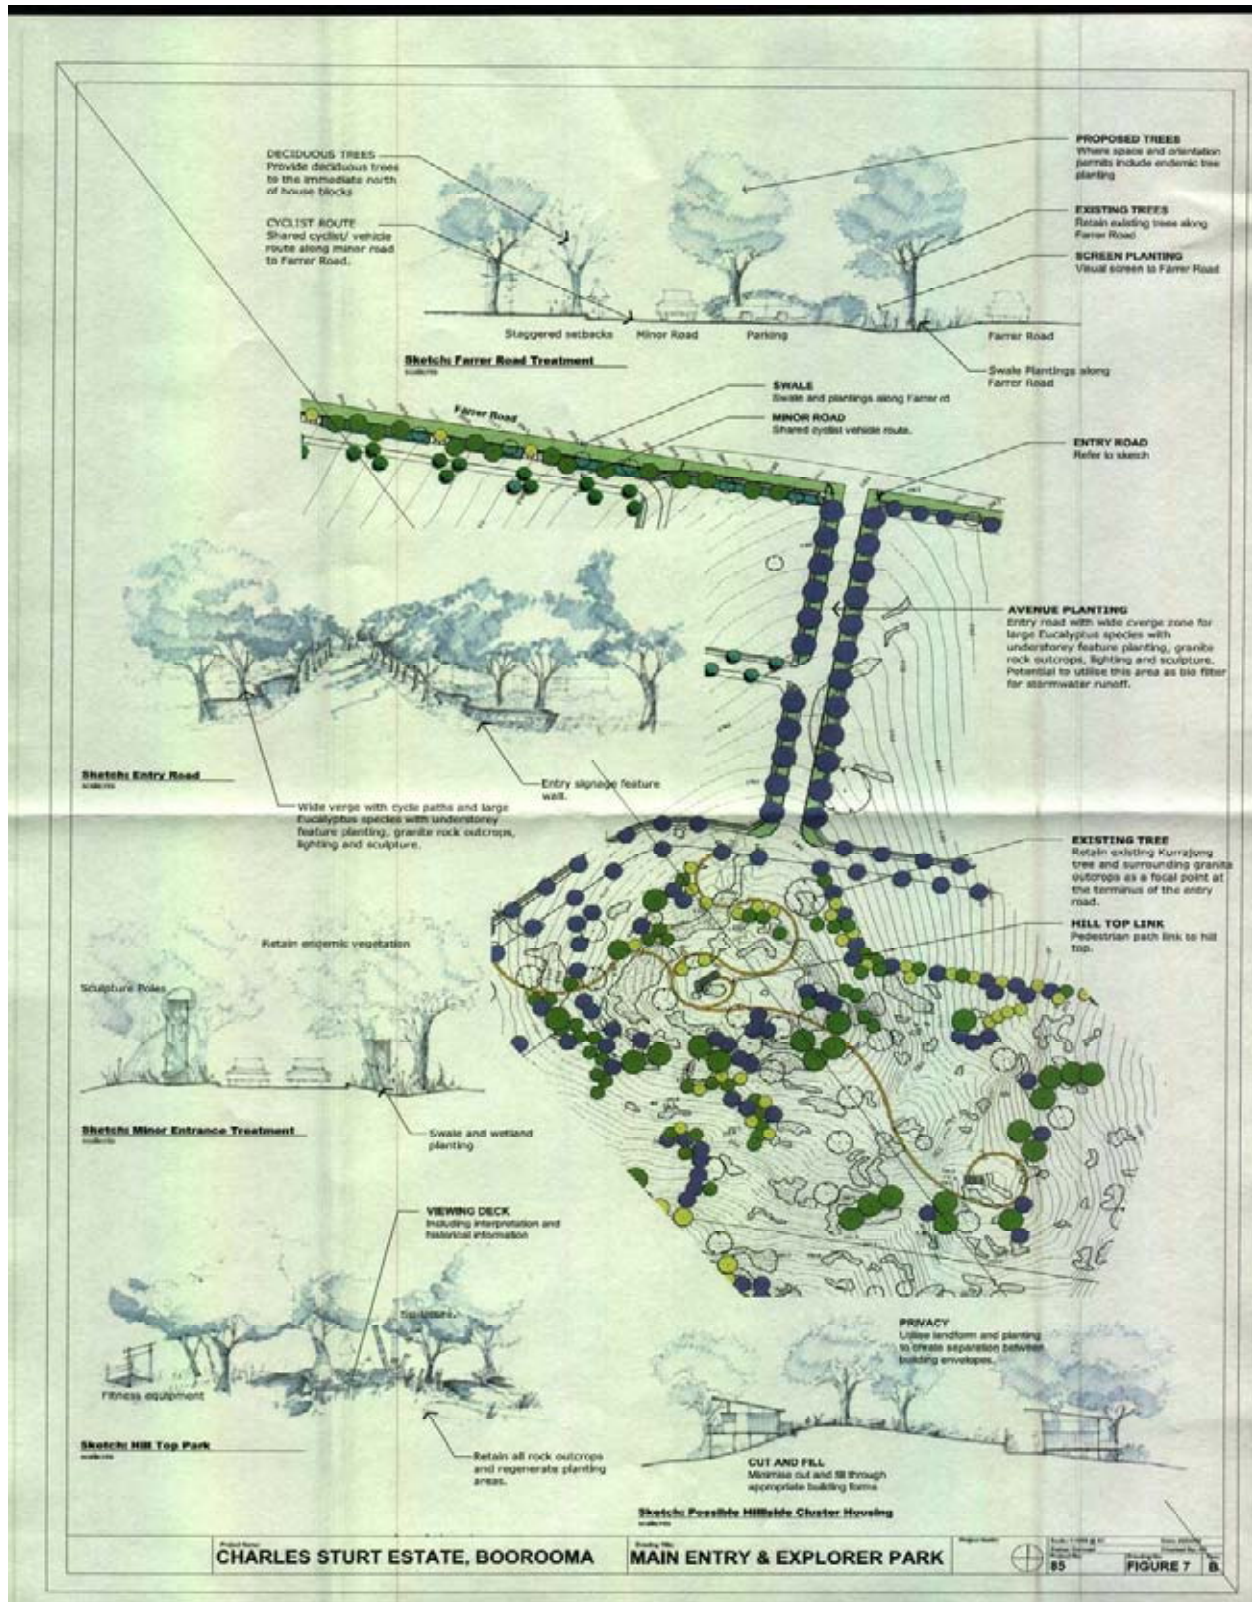 DECIDUOUS TREES
Provide deciduous trees
to the immediate north
of house blocks
CYCLIST ROUTE
Shared cyclist/ vehicle
route along minor road
to Farrer Road.
PROPOSED TREES
Where space and orientation
permits include endemic tree
planting
EXISTING TREES
Retain existing trees along
Farrer Road
SCREEN PLANTING
Visual screen to Farrer Road
Staggered setbacks
Minor Road
Parking
Farrer Road
Swale Plantings along
Farrer Road
Sketch: Farrer Road Treatment
SWALE
Swale and plantings along Farrer rd
MINOR ROAD
Shared cyclist vehicle route.
ENTRY ROAD
Refer to sketch
Farrer Road
AVENUE PLANTING
Entry road with wide cverge zone for
large Eucalyptus species with
understorey feature planting, granite
rock outcrops, lighting and sculpture.
Potential to utilise this area as bio filter
for stormwater runoff.
Sketch: Entry Road
Entry signage feature
wall.
Wide verge with cycle paths and large
Eucalyptus species with understorey
feature planting, granite rock outcrops,
lighting and sculpture.
EXISTING TREE
Retain existing Kurrajong
tree and surrounding granite
outcrops as a focal point at
the terminus of the entry
road.
HILL TOP LINK
Pedestrian path link to hill
top.
Retain endemic vegetation
Sculpture Poles
Sketch: Minor Entrance Treatment
Swale and wetland
planting
VIEWING DECK
Including interpretation and
historical information
Fitness equipment
Sketch: Hill Top Park
Retain all rock outcrops
and regenerate planting
areas.
PRIVACY
Utilise landform and planting
to create separation between
building envelopes.
CUT AND FILL
Minimise cut and fill through
appropriate building forms
Sketch: Possible Hillside Cluster Housing
Project Name:
CHARLES STURT ESTATE, BOOROOMA
Drawing Title:
MAIN ENTRY & EXPLORER PARK
85
FIGURE 7
B